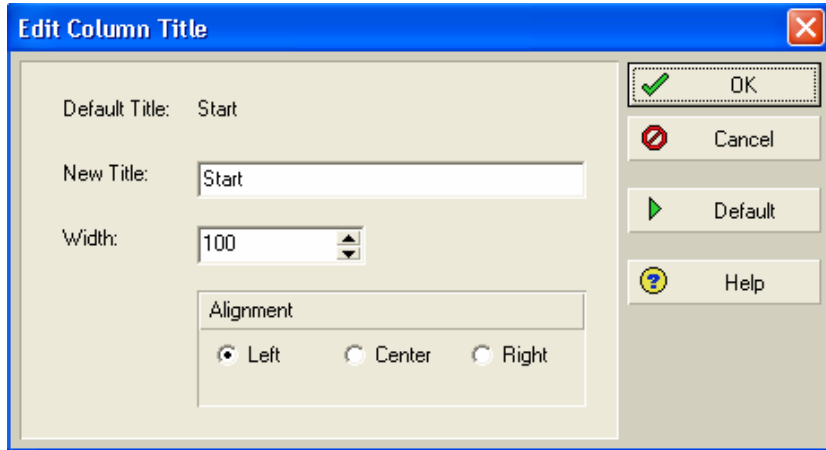 Edit Column Title
Default Title: Start
New Title: Start
Width: 100
Alignment
Left Center Right
OK
Cancel
Default
Help